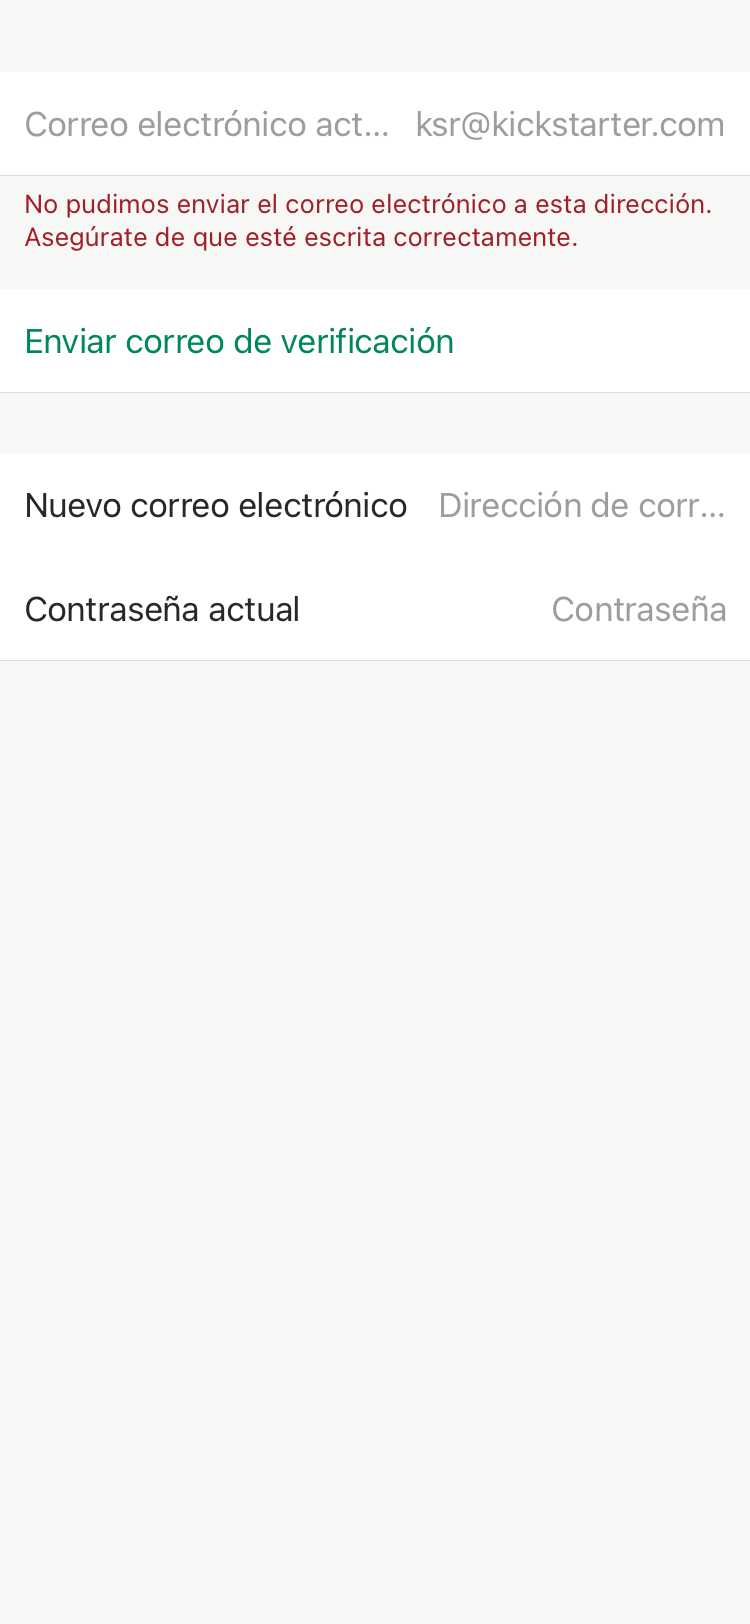 Correo electrónico act... ksr@kickstarter.com
No pudimos enviar el correo electrónico a esta dirección.
Asegúrate de que esté escrita correctamente.
Enviar correo de verificación
Nuevo correo electrónico Dirección de corr...
Contraseña actual Contraseña